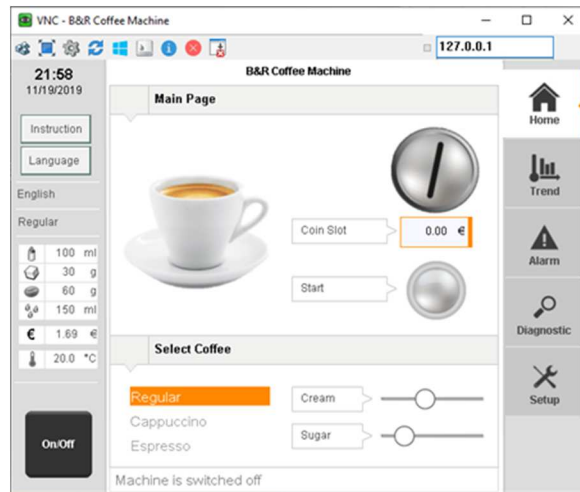 VNC - B&R Coffee Machine
127.0.0.1
21:58
11/19/2019
Instruction
Language
English
Regular
100 ml
30 g
60 g
150 ml
€ 1.69 €
20.0 °C
On/Off
B&R Coffee Machine
Main Page
Coin Slot
0.00 €
Start
Select Coffee
Regular
Cappuccino
Espresso
Cream
Sugar
Machine is switched off
Home
Trend
Alarm
Diagnostic
Setup